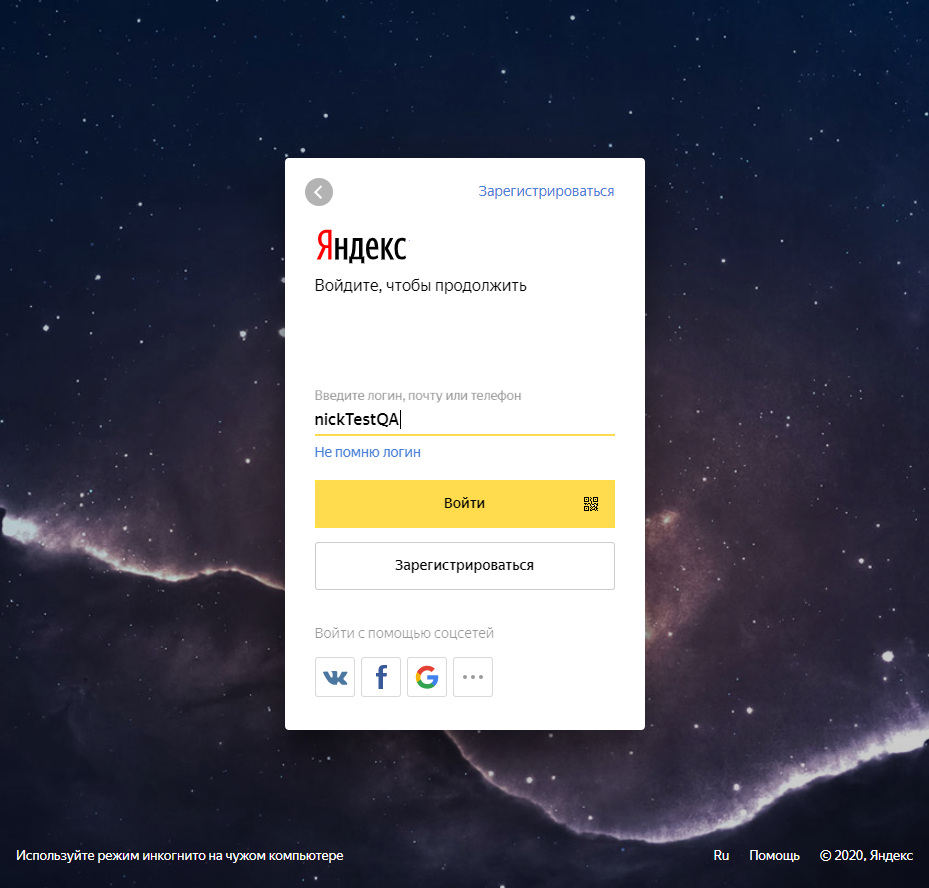 Зарегистрироваться
Яндекс
Войдите, чтобы продолжить
Введите логин, почту или телефон
nickTestQA
Не помню логин
Войти
Зарегистрироваться
Войти с помощью соцсетей
Используйте режим инкогнито на чужом компьютере
Ru Помощь © 2020, Яндекс